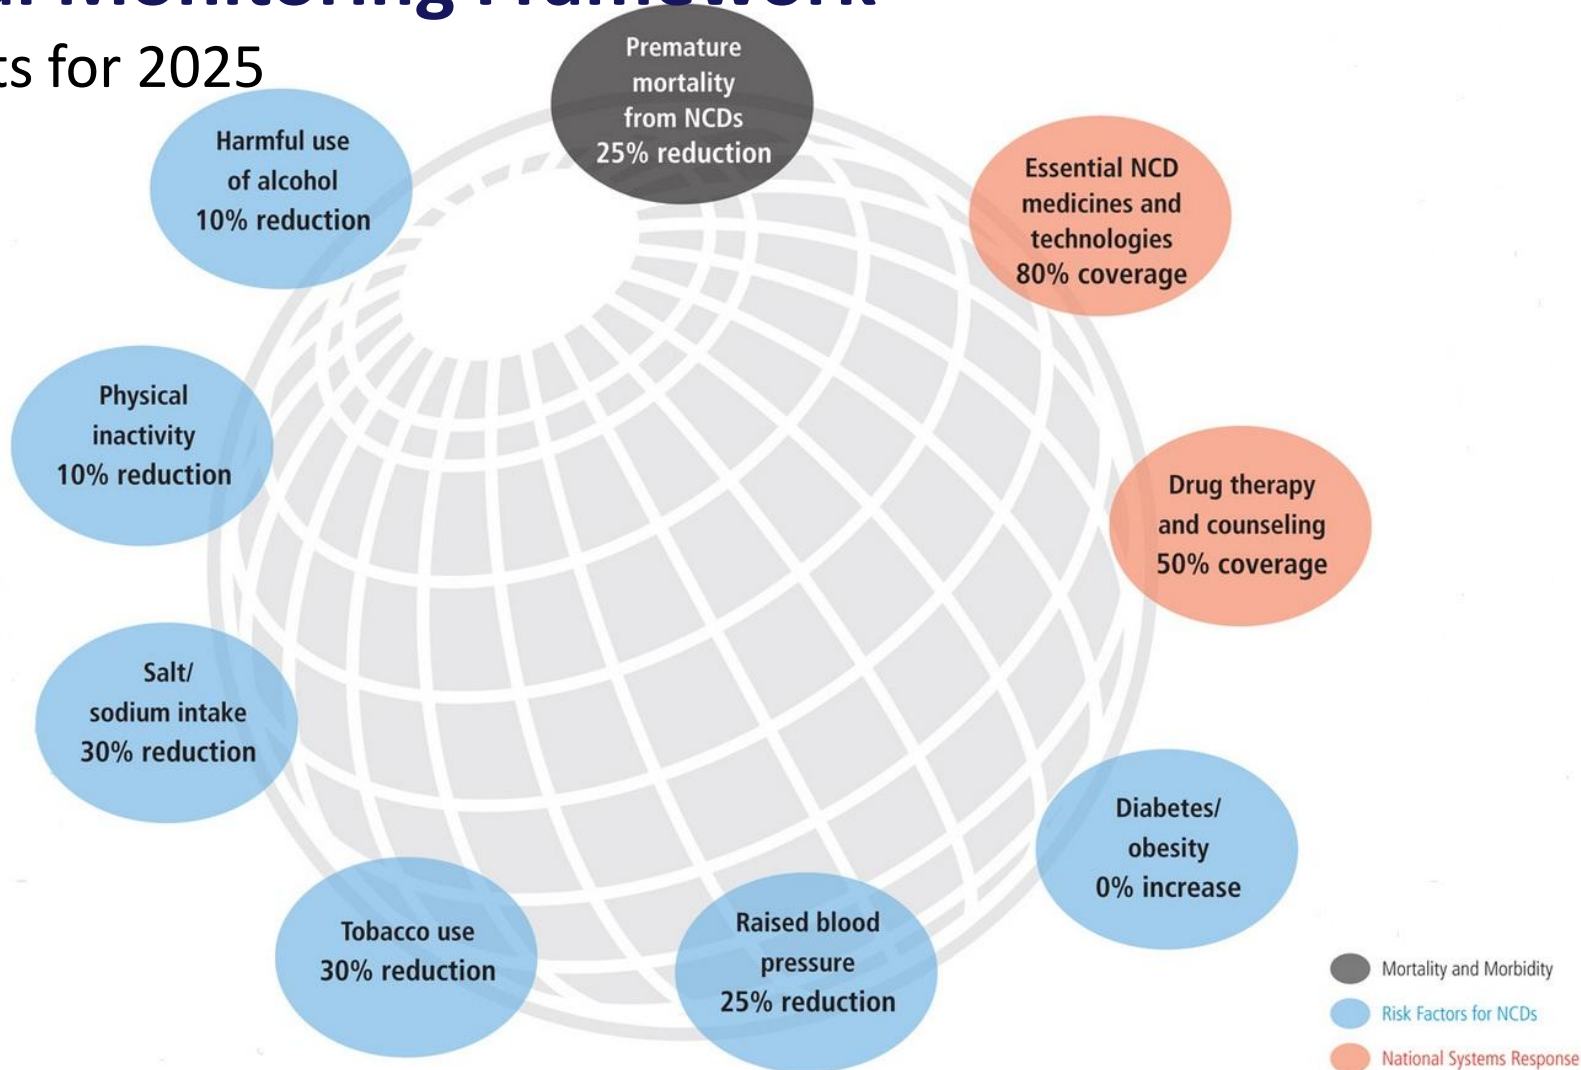 Monitoring Framework
ts for 2025
Premature
mortality
from NCDs
25% reduction
Harmful use
of alcohol
10% reduction
Essential NCD
medicines and
technologies
80% coverage
Physical
inactivity
10% reduction
Drug therapy
and counseling
50% coverage
Salt/
sodium intake
30% reduction
Diabetes/
obesity
0% increase
Tobacco use
30% reduction
Raised blood
pressure
25% reduction
Mortality and Morbidity
Risk Factors for NCDs
National Systems Response